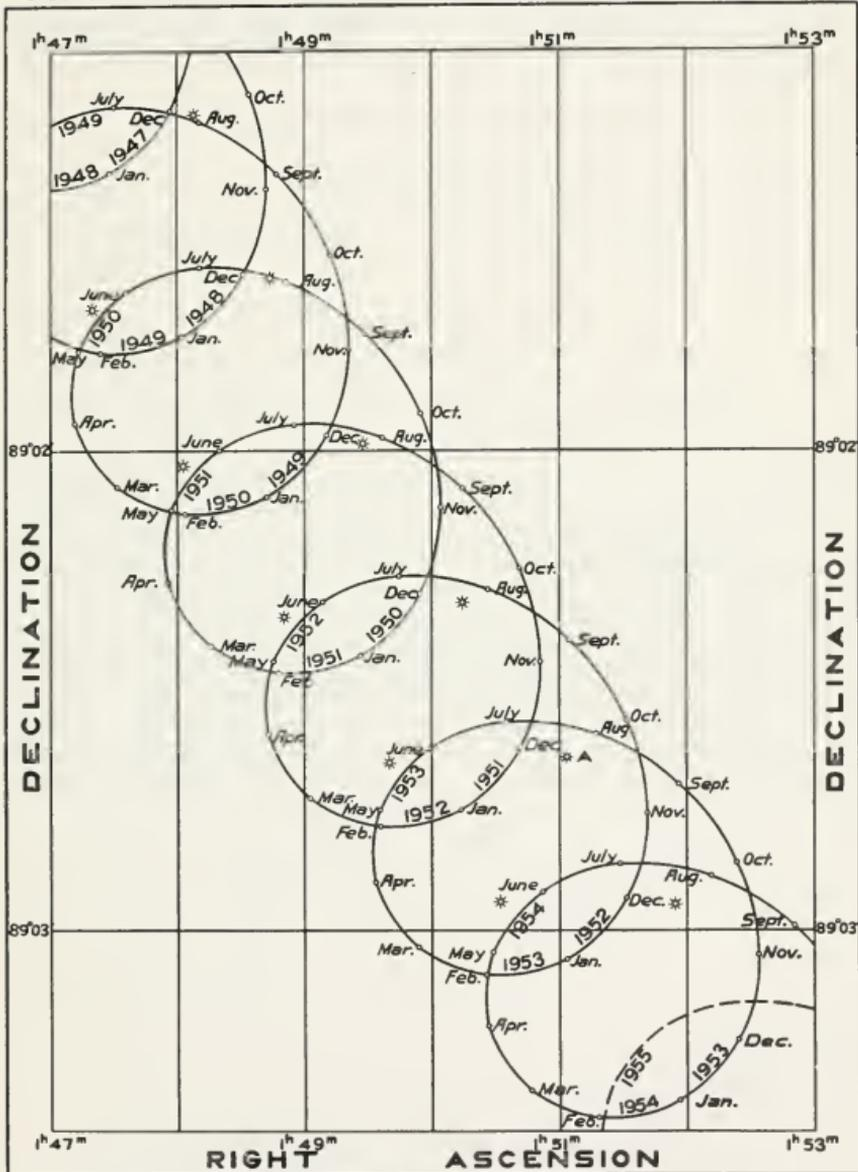 1ʰ47ᵐ 1ʰ49ᵐ 1ʰ51ᵐ 1ʰ53ᵐ
July Dec. Aug. Oct.
1949 1947
1948 Jan. Sept.
Nov.
July Dec. Aug. Oct.
June
1950 1948
1949 Jan. Sept.
May Feb. Nov.
Apr. July Dec. Aug. Oct.
89°02 June 89°02
1951 1949
Mar. 1950 Jan. Sept.
May Feb. Nov.
Apr. July Dec. Aug. Oct.
June
1952 1950
Mar. 1951 Jan. Sept.
May Feb. Nov.
Apr. July Dec. Aug. Oct.
June A
1953 1951
Mar. 1952 Jan. Sept.
May Nov.
Feb.
Apr. July Aug. Oct.
June Dec.
1954 1952
89°03 Sept. 89°03
Mar. May 1953 Jan. Nov.
Feb.
Apr.
Dec.
1955 1953
Mar. 1954 Jan.
Feb.
DECLINATION
DECLINATION
1ʰ47ᵐ 1ʰ49ᵐ 1ʰ51ᵐ 1ʰ53ᵐ
RIGHT ASCENSION